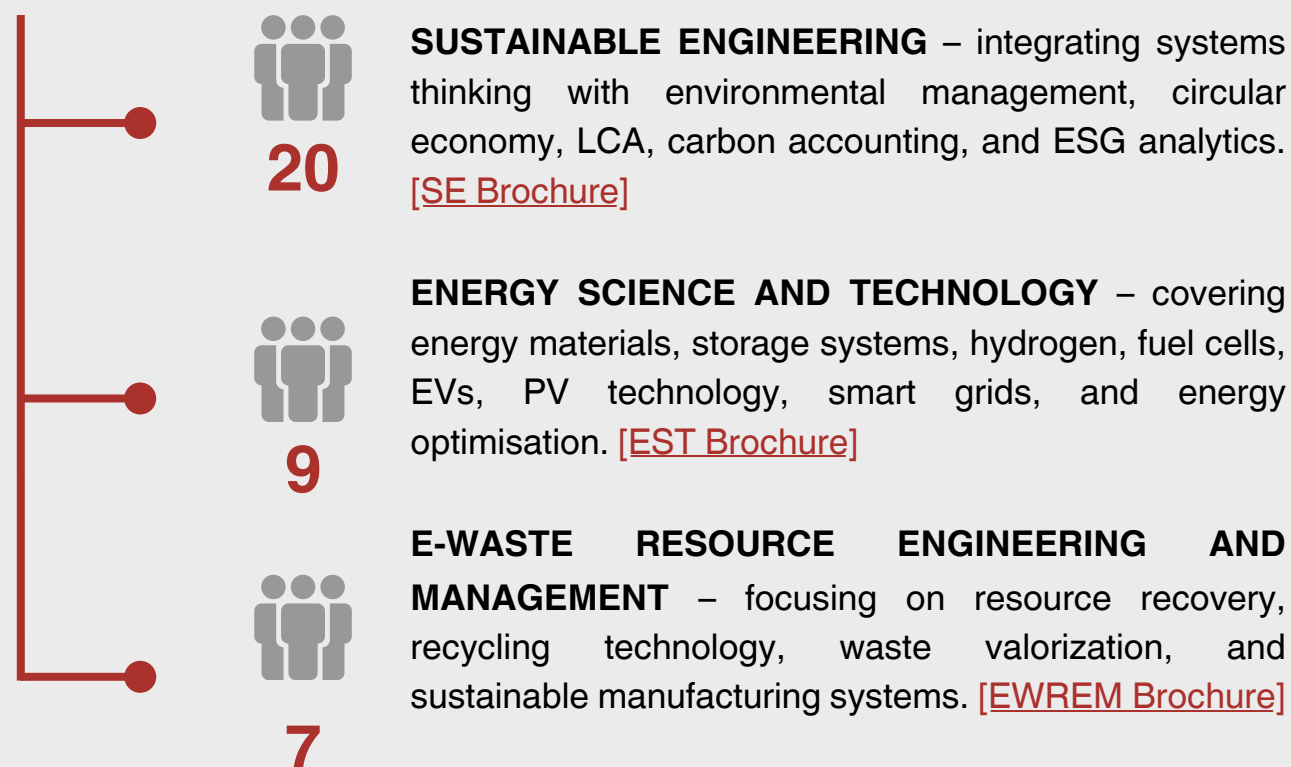 SUSTAINABLE ENGINEERING – integrating systems
thinking with environmental management, circular
economy, LCA, carbon accounting, and ESG analytics.
[SE Brochure]
20
ENERGY SCIENCE AND TECHNOLOGY – covering
energy materials, storage systems, hydrogen, fuel cells,
EVs, PV technology, smart grids, and energy
optimisation. [EST Brochure]
9
E-WASTE RESOURCE ENGINEERING AND
MANAGEMENT – focusing on resource recovery,
recycling technology, waste valorization, and
sustainable manufacturing systems. [EWREM Brochure]
7